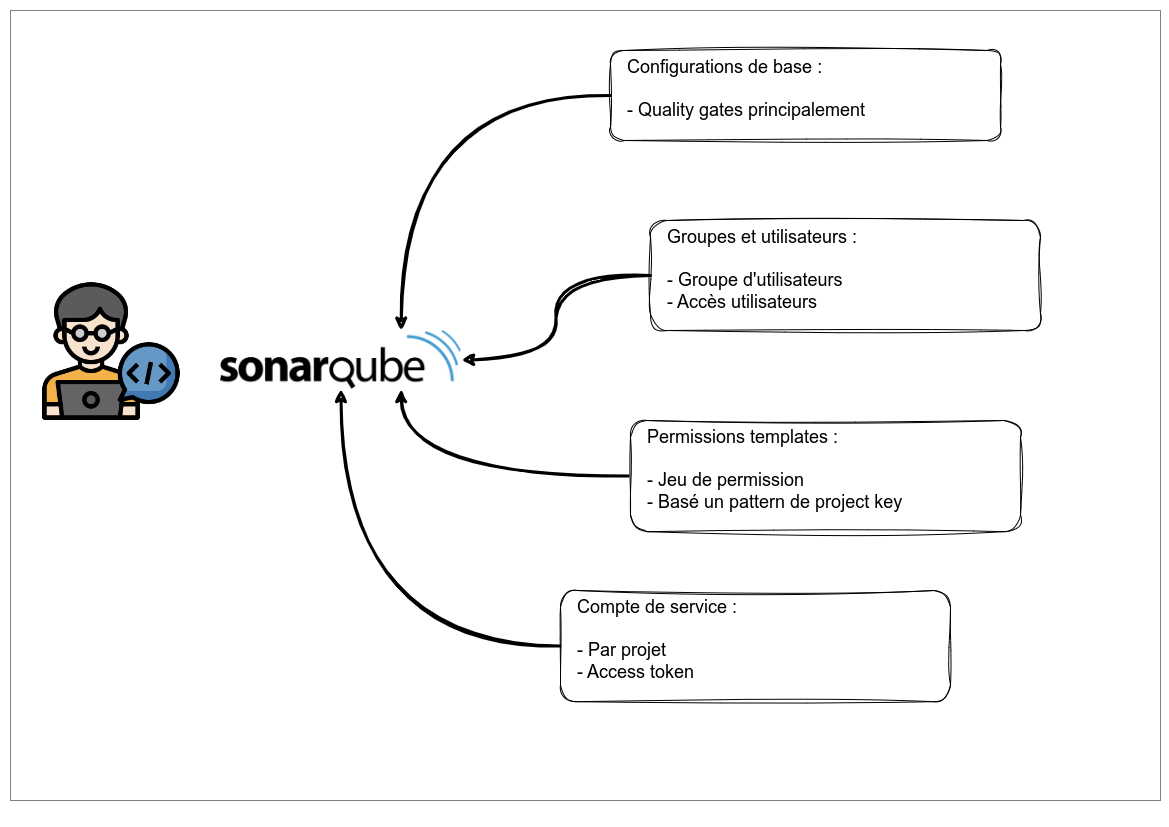 Configurations de base :
- Quality gates principalement
Groupes et utilisateurs :
- Groupe d'utilisateurs
- Accès utilisateurs
</>
sonarqube
Permissions templates :
- Jeu de permission
- Basé un pattern de project key
Compte de service :
- Par projet
- Access token